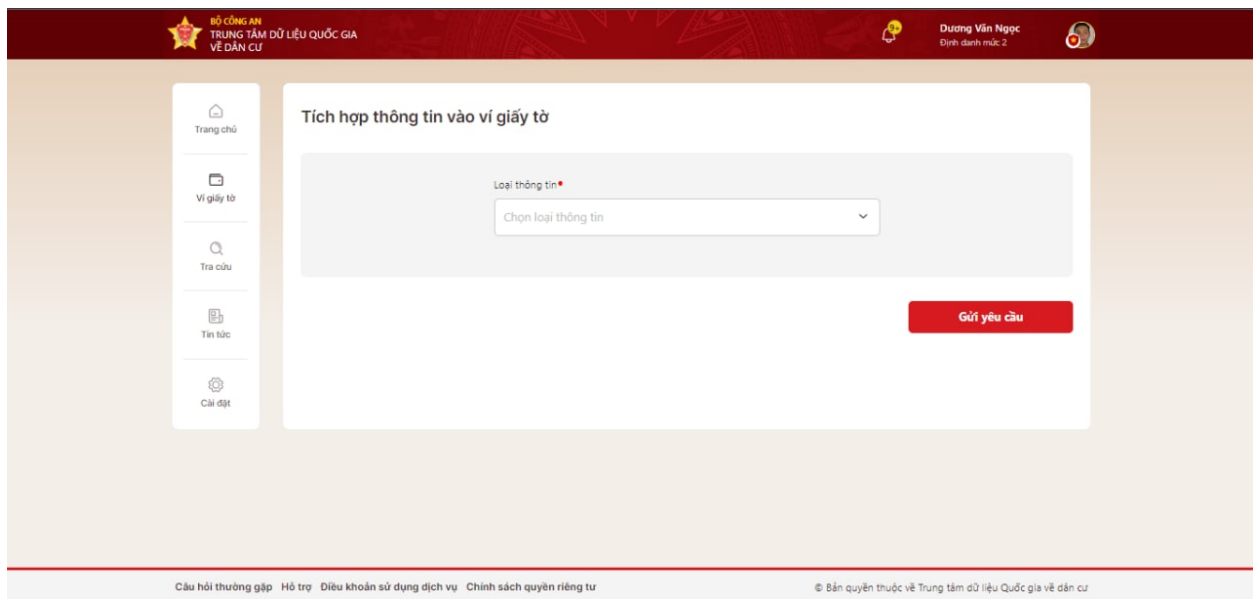 BỘ CÔNG AN
TRUNG TÂM DỮ LIỆU QUỐC GIA
VỀ DÂN CƯ
9+
Dương Văn Ngọc
Định danh mức 2
Trang chủ
Ví giấy tờ
Tra cứu
Tin tức
Cài đặt
Tích hợp thông tin vào ví giấy tờ
Loại thông tin
Chọn loại thông tin
Gửi yêu cầu
Câu hỏi thường gặp Hỗ trợ Điều khoản sử dụng dịch vụ Chính sách quyền riêng tư
© Bản quyền thuộc về Trung tâm dữ liệu Quốc gia về dân cư